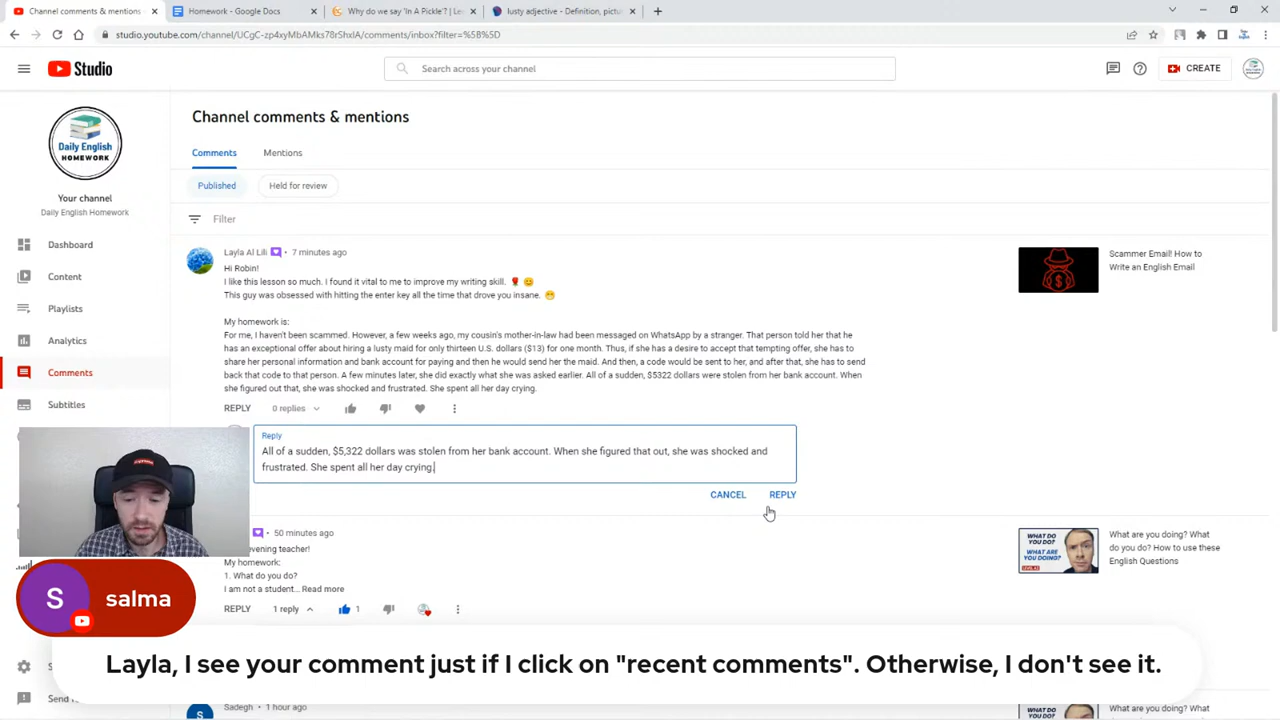 Channel comments & mentions
Homework - Google Docs
Why do we say 'In A Pickle'? | Le
lusty adjective - Definition, pictur
studio.youtube.com/channel/UCgC-zp4xyMbAMks78rShxIA/comments/inbox?filter=%5B%5D
Studio
Search across your channel
CREATE
Daily English
HOMEWORK
Your channel
Daily English Homework
Dashboard
Content
Playlists
Analytics
Comments
Subtitles
Channel comments & mentions
Comments
Mentions
Published
Held for review
Filter
Layla Al Lili • 7 minutes ago
Hi Robin!
I like this lesson so much. I found it vital to me to improve my writing skill. 🌹 😊
This guy was obsessed with hitting the enter key all the time that drove you insane. 😁
My homework is:
For me, I haven't been scammed. However, a few weeks ago, my cousin's mother-in-law had been messaged on WhatsApp by a stranger. That person told her that he
has an exceptional offer about hiring a lusty maid for only thirteen U.S. dollars ($13) for one month. Thus, if she has a desire to accept that tempting offer, she has to
share her personal information and bank account for paying and then he would send her the maid. And then, a code would be sent to her, and after that, she has to send
back that code to that person. A few minutes later, she did exactly what she was asked earlier. All of a sudden, $5322 dollars were stolen from her bank account. When
she figured out that, she was shocked and frustrated. She spent all her day crying.
REPLY
0 replies
Scammer Email! How to
Write an English Email
Reply
All of a sudden, $5,322 dollars was stolen from her bank account. When she figured that out, she was shocked and
frustrated. She spent all her day crying.
CANCEL
REPLY
• 50 minutes ago
evening teacher!
My homework:
1. What do you do?
I am not a student... Read more
REPLY
1 reply
1
WHAT DO
YOU DO?
WHAT ARE
YOU DOING?
What are you doing? What
do you do? How to use these
English Questions
S
salma
Layla, I see your comment just if I click on "recent comments". Otherwise, I don't see it.
Send
S
Sadegh • 1 hour ago
WHAT DO
What are you doing? What